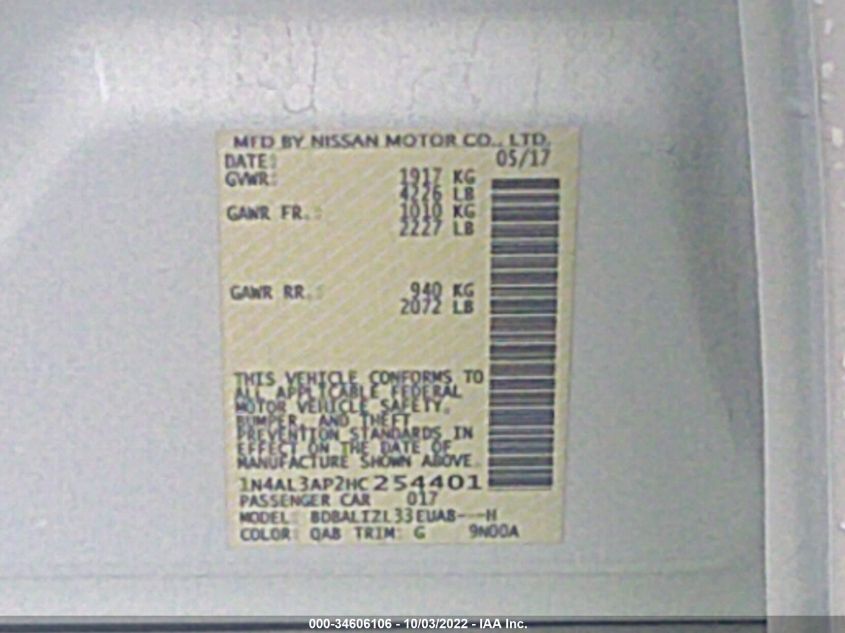 MFD BY NISSAN MOTOR CO., LTD.
DATE: 05/17
GVWR: 1917 KG
4226 LB
GAWR FR.: 1010 KG
2227 LB
GAWR RR.: 940 KG
2072 LB
THIS VEHICLE CONFORMS TO
ALL APPLICABLE FEDERAL
MOTOR VEHICLE SAFETY,
BUMPER, AND THEFT
PREVENTION STANDARDS IN
EFFECT ON THE DATE OF
MANUFACTURE SHOWN ABOVE.
1N4AL3AP2HC254401
PASSENGER CAR 017
MODEL: BDBALTZL33EUAB---H
COLOR: QAB TRIM: G 9N00A
000-34606106 - 10/03/2022 - IAA Inc.